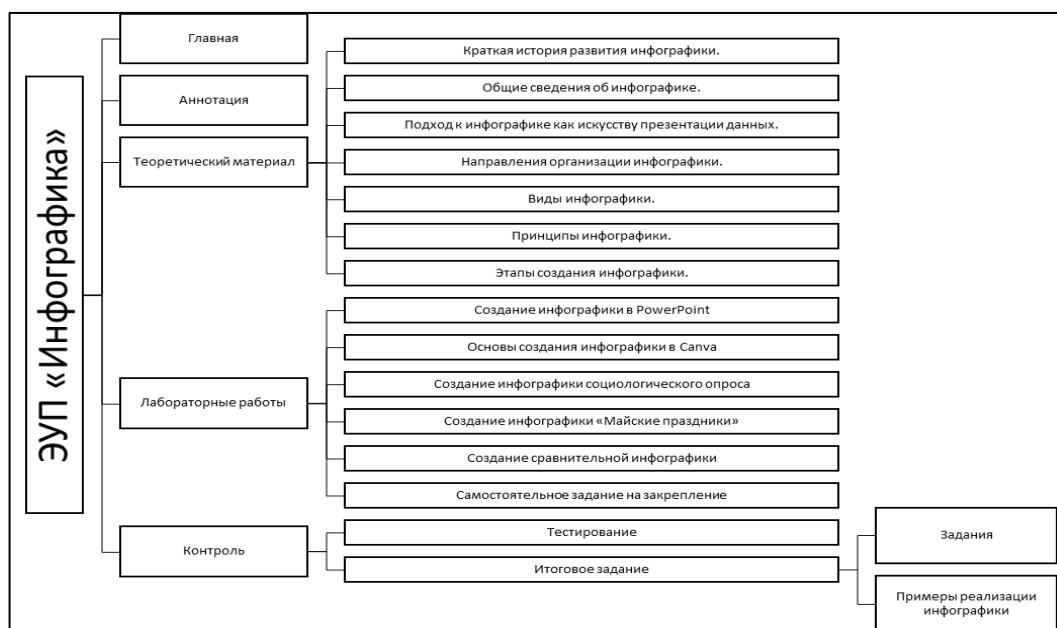 ЭУП «Инфографика»
Главная
Аннотация
Теоретический материал
Краткая история развития инфографики.
Общие сведения об инфографике.
Подход к инфографике как искусству презентации данных.
Направления организации инфографики.
Виды инфографики.
Принципы инфографики.
Этапы создания инфографики.
Лабораторные работы
Создание инфографики в PowerPoint
Основы создания инфографики в Canva
Создание инфографики социологического опроса
Создание инфографики «Майские праздники»
Создание сравнительной инфографики
Самостоятельное задание на закрепление
Контроль
Тестирование
Итоговое задание
Задания
Примеры реализации
инфографики